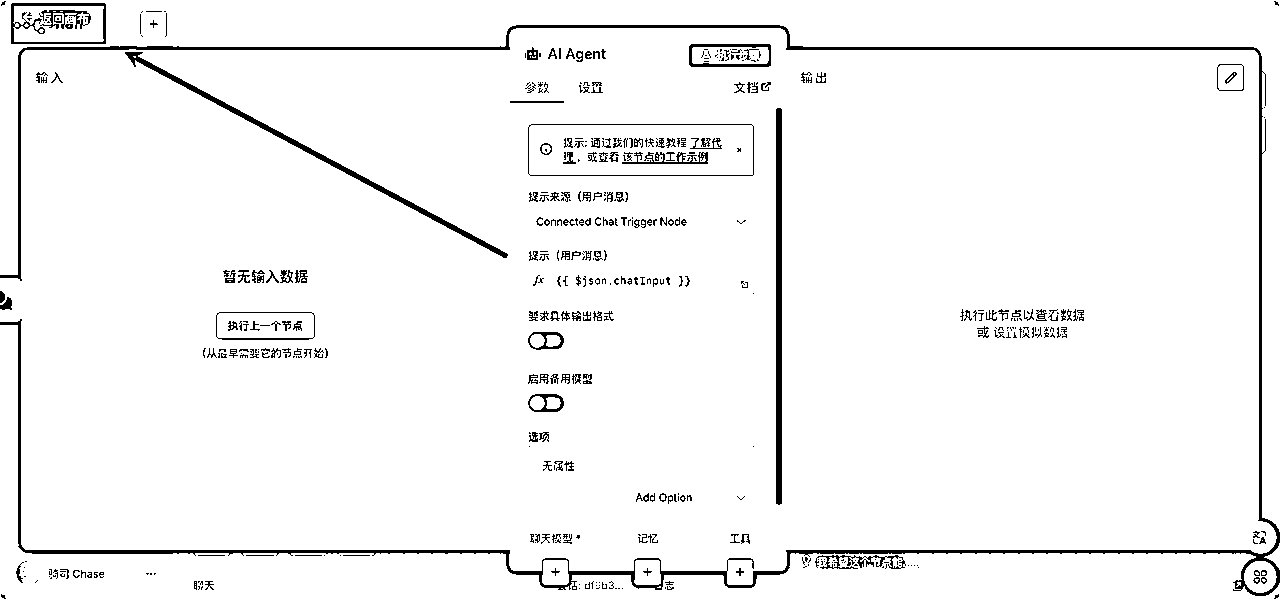 返回画布
+
AI Agent
执行步骤
输入
参数
设置
文档
输出
提示: 通过我们的快速教程 了解代
理，或查看 该节点的工作示例
×
提示来源（用户消息）
Connected Chat Trigger Node
提示（用户消息）
fx {{ $json.chatInput }}
暂无输入数据
执行上一个节点
(从最早需要它的节点开始)
要求具体输出格式
启用备用模型
选项
无属性
Add Option
执行此节点以查看数据
或 设置模拟数据
聊天模型 *
记忆
工具
+
+
+
我希望这个节点能……
骑司 Chase
...
聊天
会话: df9b3...
日志